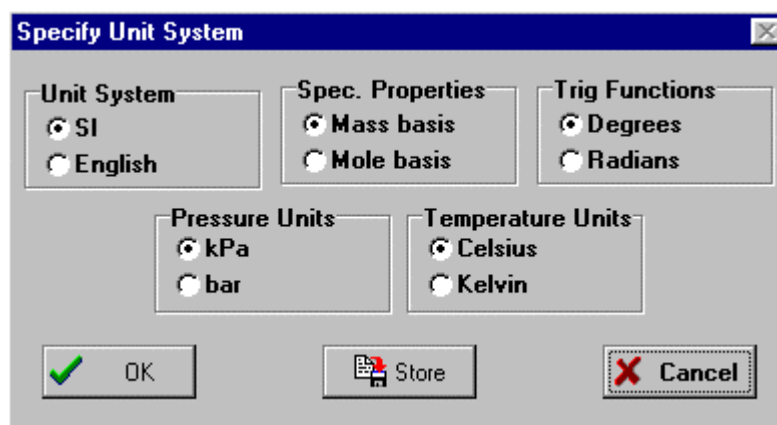 Specify Unit System
Unit System
SI
English
Spec. Properties
Mass basis
Mole basis
Trig Functions
Degrees
Radians
Pressure Units
kPa
bar
Temperature Units
Celsius
Kelvin
OK
Store
Cancel